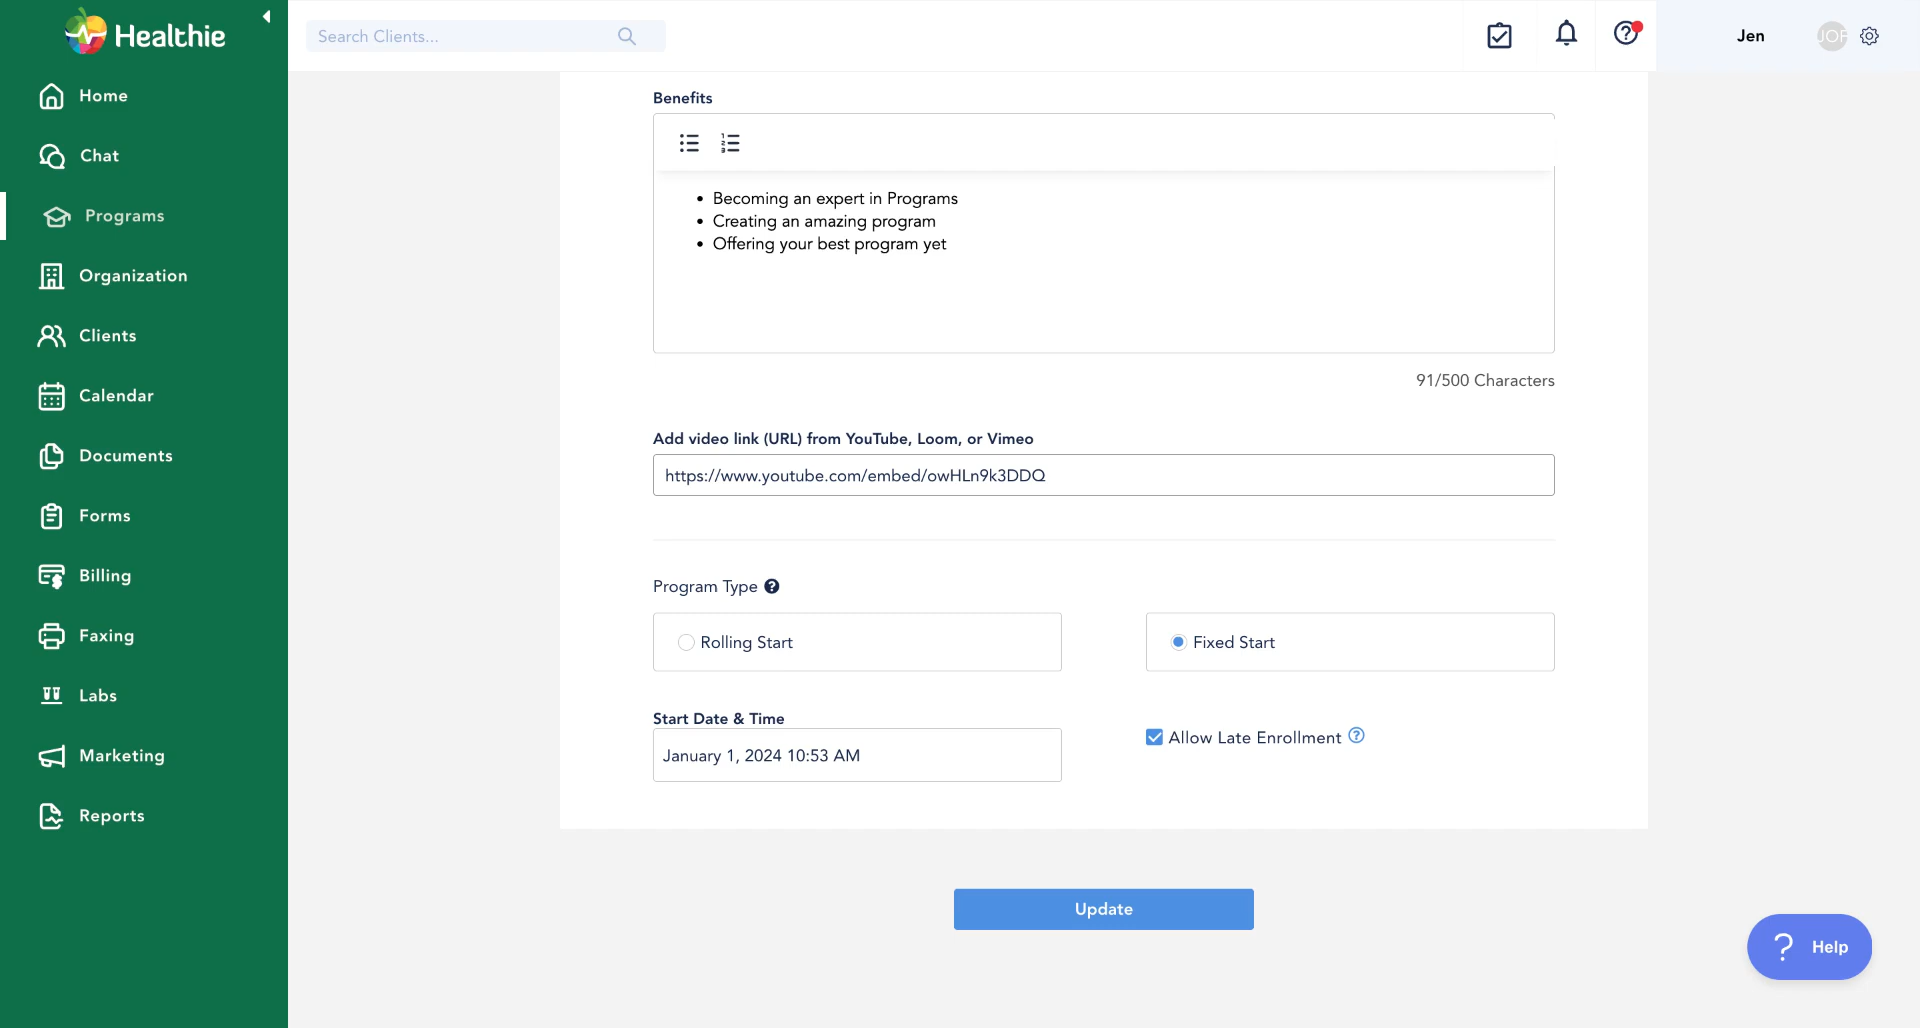 Healthie
Search Clients...
Jen
JOF
Home
Chat
Programs
Organization
Clients
Calendar
Documents
Forms
Billing
Faxing
Labs
Marketing
Reports
Benefits
• Becoming an expert in Programs
• Creating an amazing program
• Offering your best program yet
91/500 Characters
Add video link (URL) from YouTube, Loom, or Vimeo
https://www.youtube.com/embed/owHLn9k3DDQ
Program Type ?
Rolling Start
Fixed Start
Start Date & Time
January 1, 2024 10:53 AM
Allow Late Enrollment ?
Update
? Help